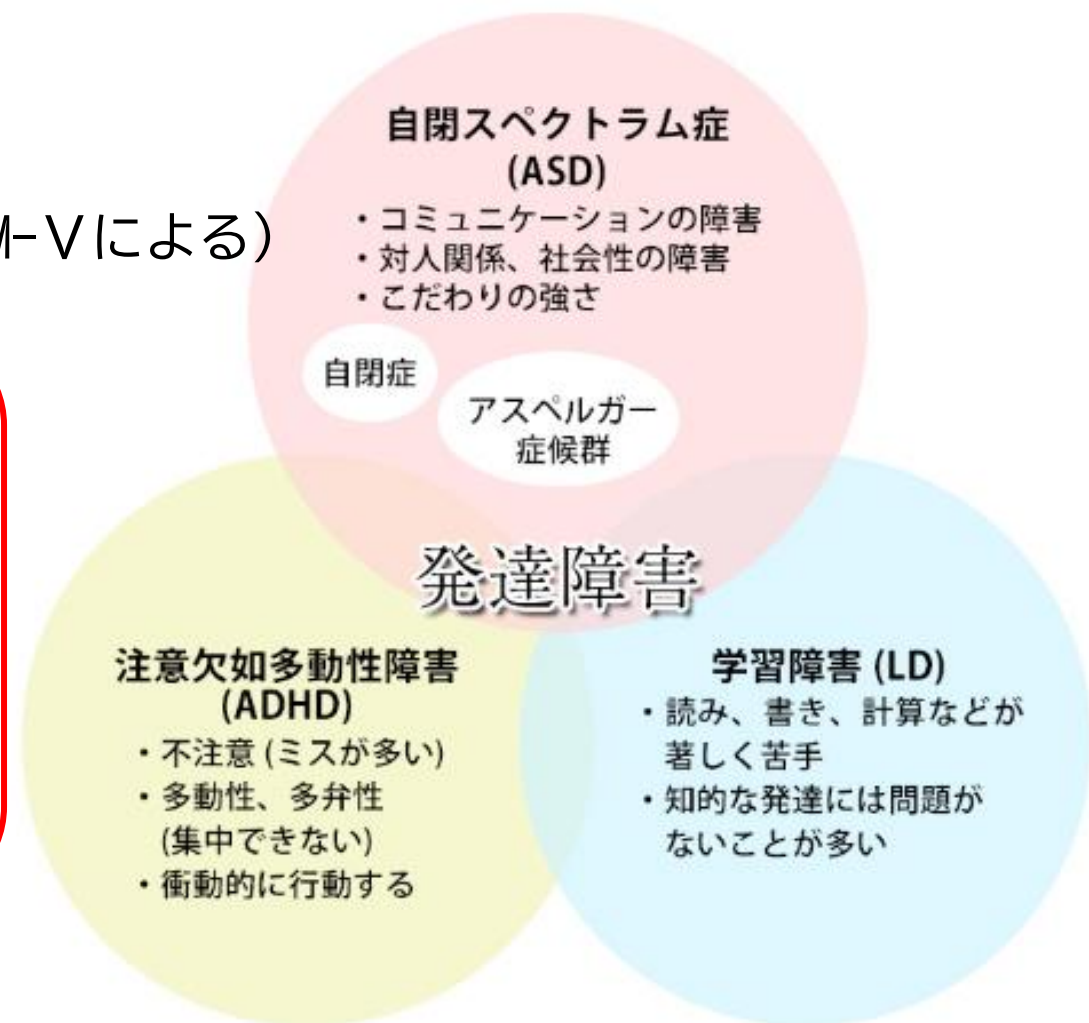 M-Ⅴによる）
自閉スペクトラム症
(ASD)
・コミュニケーションの障害
・対人関係、社会性の障害
・こだわりの強さ
自閉症
アスペルガー
症候群
発達障害
注意欠如多動性障害
(ADHD)
・不注意 (ミスが多い)
・多動性、多弁性
(集中できない)
・衝動的に行動する
学習障害 (LD)
・読み、書き、計算などが
著しく苦手
・知的な発達には問題が
ないことが多い